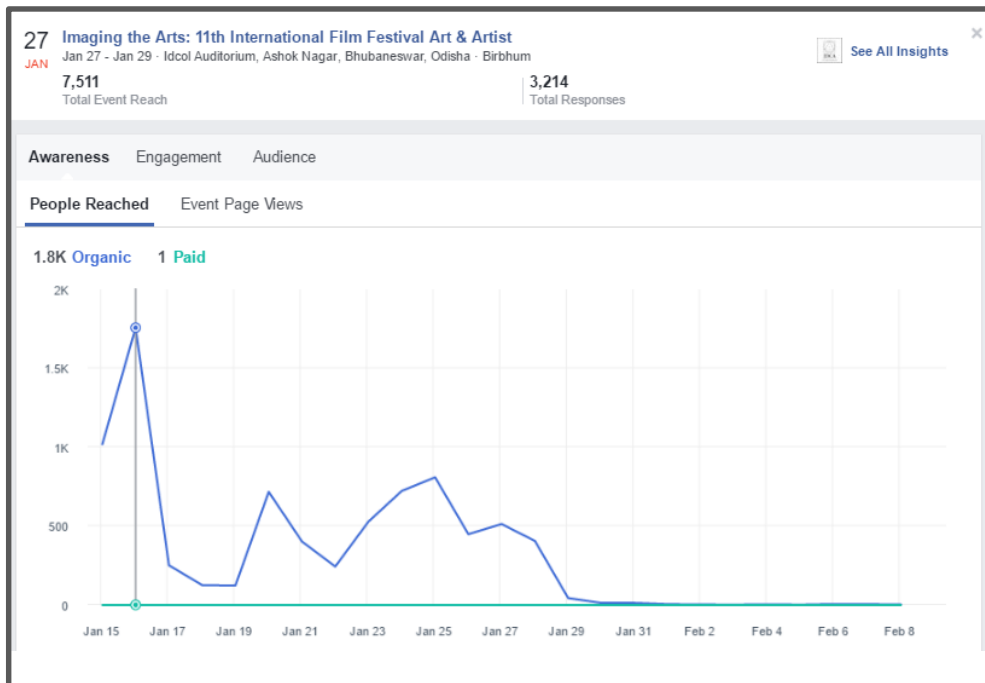 27
JAN
Imaging the Arts: 11th International Film Festival Art & Artist
Jan 27 - Jan 29 · Idcol Auditorium, Ashok Nagar, Bhubaneswar, Odisha · Birbhum
See All Insights
7,511
Total Event Reach
3,214
Total Responses
Awareness Engagement Audience
People Reached Event Page Views
1.8K Organic 1 Paid
2K
1.5K
1K
500
0
Jan 15 Jan 17 Jan 19 Jan 21 Jan 23 Jan 25 Jan 27 Jan 29 Jan 31 Feb 2 Feb 4 Feb 6 Feb 8